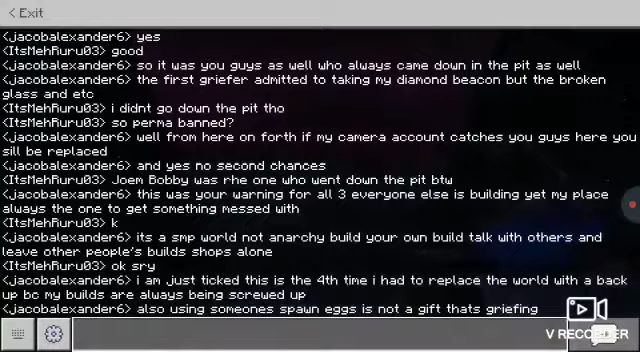 < Exit
<jacobalexander6> yes
<ItsMehRuru03> good
<jacobalexander6> so it was you guys as well who always came down in the pit as well
<jacobalexander6> the first griefer admitted to taking my diamond beacon but the broken
glass and etc
<ItsMehRuru03> i didnt go down the pit tho
<ItsMehRuru03> so perma banned?
<jacobalexander6> well from here on forth if my camera account catches you guys here you
sill be replaced
<jacobalexander6> and yes no second chances
<ItsMehRuru03> Joem Bobby was rhe one who went down the pit btw
<jacobalexander6> this was your warning for all 3 everyone else is building yet my place
always the one to get something messed with
<ItsMehRuru03> k
<jacobalexander6> its a smp world not anarchy build your own build talk with others and
leave other people's builds shops alone
<ItsMehRuru03> ok sry
<jacobalexander6> i am just ticked this is the 4th time i had to replace the world with a back
up bc my builds are always being screwed up
<jacobalexander6> also using someones spawn eggs is not a gift thats griefing
V RECORDER